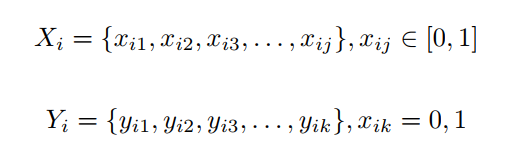 X_i = {x_{i1}, x_{i2}, x_{i3}, . . . , x_{ij}}, x_{ij} ∈ [0, 1]
Y_i = {y_{i1}, y_{i2}, y_{i3}, . . . , y_{ik}}, x_{ik} = 0, 1